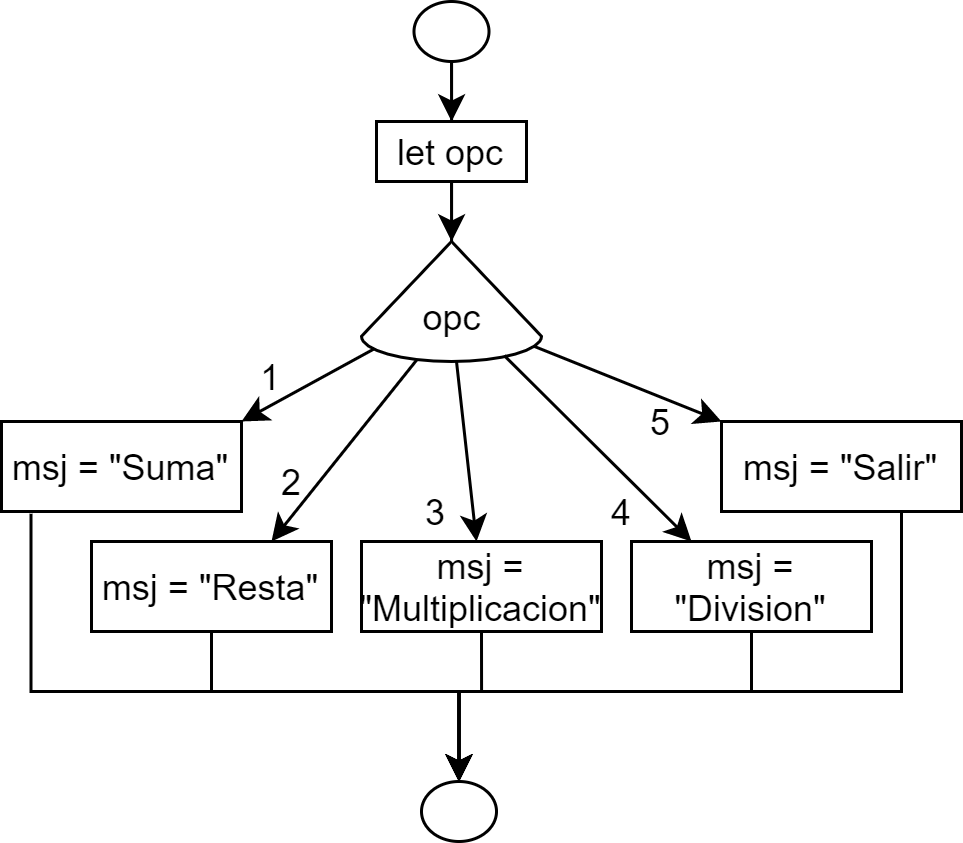 let opc
opc
1
2
3
4
5
msj = "Suma"
msj = "Resta"
msj =
"Multiplicacion"
msj =
"Division"
msj = "Salir"